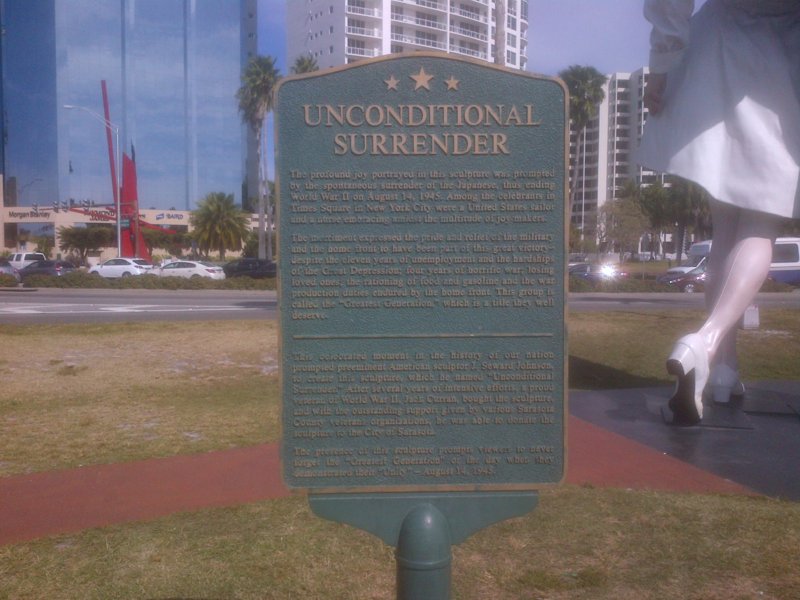 UNCONDITIONAL
SURRENDER
The profound joy portrayed in this sculpture was prompted
by the spontaneous surrender of the Japanese, thus ending
World War II on August 14, 1945. Among the celebrants in
Times Square in New York City were a United States sailor
and a nurse embracing amidst the multitude of joy makers.
The merriment expressed the pride and relief of the military
and the home front to have been part of this great victory
despite the eleven years of unemployment and the hardships
of the Great Depression; four years of horrific war; losing
loved ones, the rationing of food and gasoline and the war
production duties endured by the home front. This group is
called the "Greatest Generation," which is a title they well
deserve.
This celebrated moment in the history of our nation
prompted preeminent American sculptor J. Seward Johnson,
to create this sculpture, which he named "Unconditional
Surrender." After several years of intensive efforts, a proud
veteran of World War II, Jack Curran, bought the sculpture,
and with the outstanding support given by various Sarasota
County veterans organizations, he was able to donate the
sculpture to the City of Sarasota.
The presence of this sculpture prompts viewers to never
forget the "Greatest Generation" or the day when they
demonstrated their "Unity" – August 14, 1945.
Morgan Stanley
BAIRD